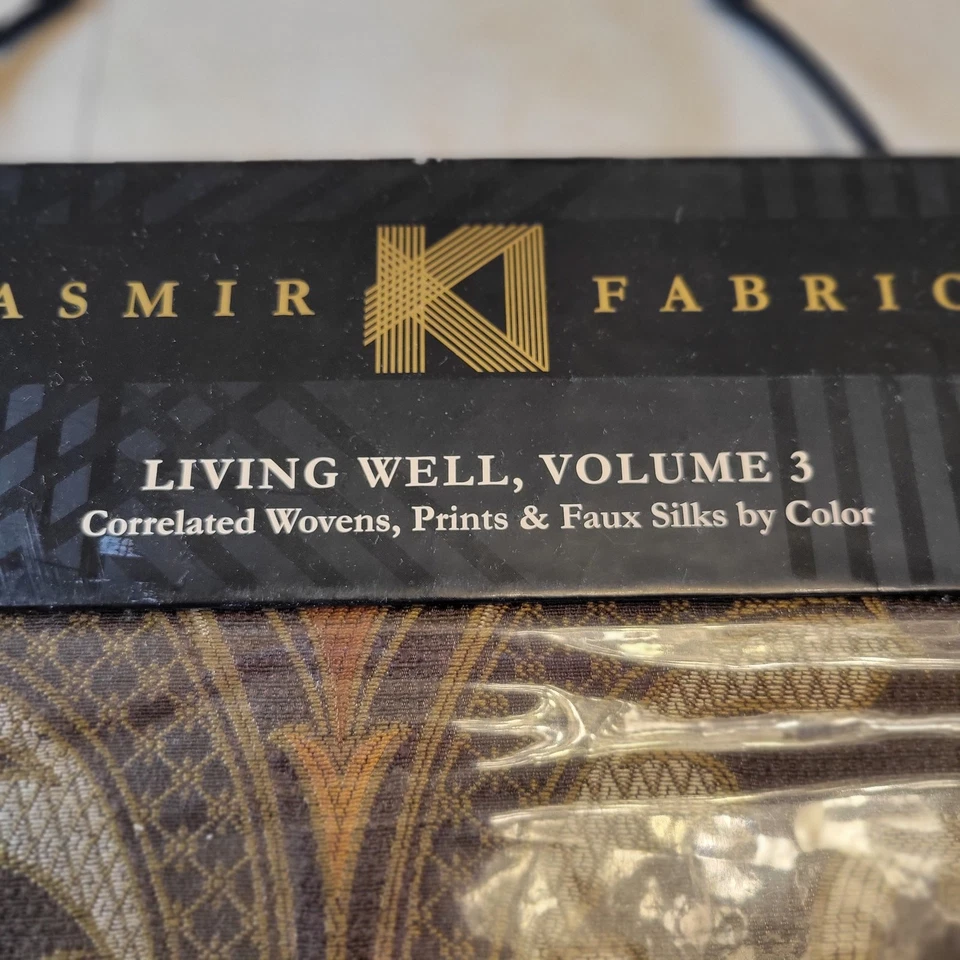 ASMIR K FABRIC
LIVING WELL, VOLUME 3
Correlated Wovens, Prints & Faux Silks by Color